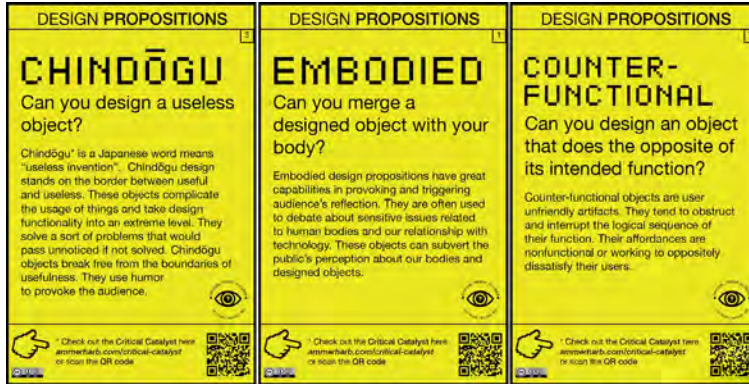 DESIGN PROPOSITIONS
3
CHINDŌGU
Can you design a useless
object?
Chindōgu* is a Japanese word means
"useless invention". Chindōgu design
stands on the border between useful
and useless. These objects complicate
the usage of things and take design
functionality into an extreme level. They
solve a sort of problems that would
pass unnoticed if not solved. Chindōgu
objects break free from the boundaries of
usefulness. They use humor
to provoke the audience.
* Check out the Critical Catalyst here
ammerharb.com/critical-catalyst
or scan the QR code
DESIGN PROPOSITIONS
1
EMBODIED
Can you merge a
designed object with your
body?
Embodied design propositions have great
capabilities in provoking and triggering
audience's reflection. They are often used
to debate about sensitive issues related
to human bodies and our relationship with
technology. These objects can subvert the
public's perception about our bodies and
designed objects.
* Check out the Critical Catalyst here
ammerharb.com/critical-catalyst
or scan the QR code
DESIGN PROPOSITIONS
COUNTER-
FUNCTIONAL
Can you design an object
that does the opposite of
its intended function?
Counter-functional objects are user
unfriendly artifacts. They tend to obstruct
and interrupt the logical sequence of
their function. Their affordances are
nonfunctional or working to oppositely
dissatisfy their users.
* Check out the Critical Catalyst here
ammerharb.com/critical-catalyst
or scan the QR code